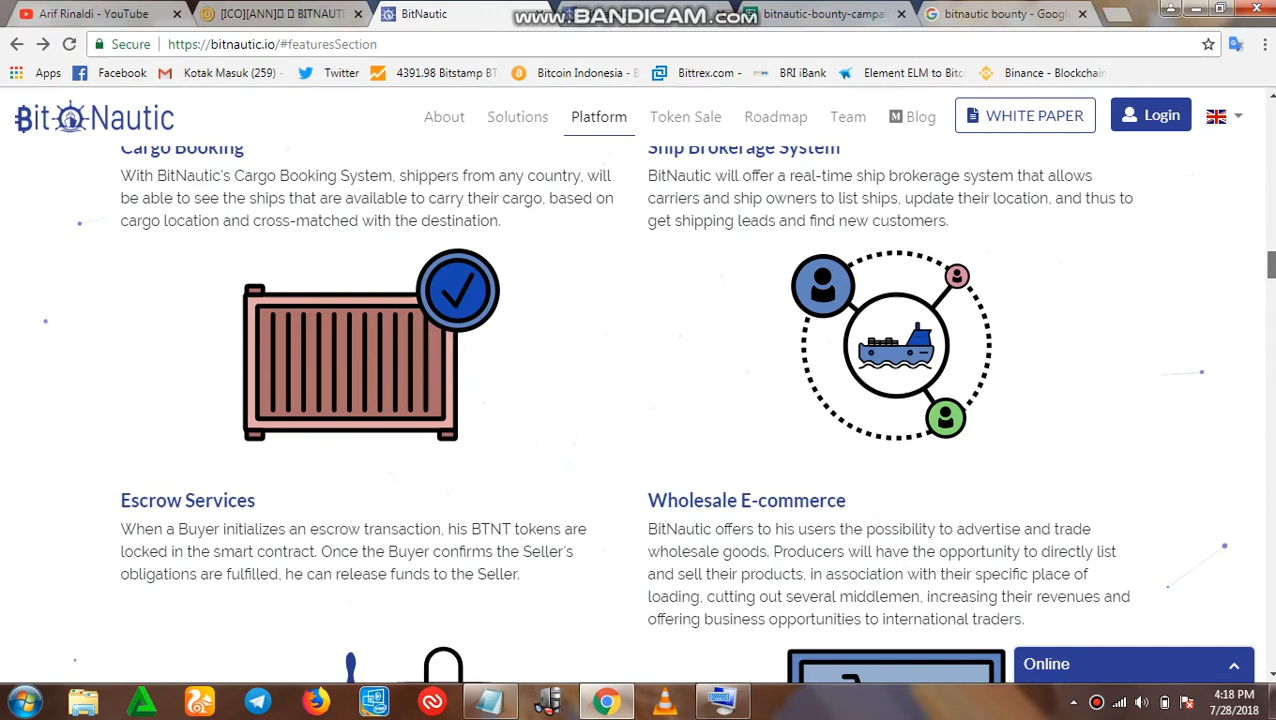 www.BANDICAM.com
Arif Rinaldi - YouTube
[ICO][ANN]
BITNAUT
BitNautic
bitnautic-bounty-campa
bitnautic bounty - Google
Secure
https://bitnautic.io/#featuresSection
Apps
Facebook
Kotak Masuk (259) -
Twitter
4391.98 Bitstamp BT
Bitcoin Indonesia - B
Bittrex.com -
BRI iBank
Element ELM to Bitc
Binance - Blockchain
BitNautic
About
Solutions
Platform
Token Sale
Roadmap
Team
Blog
WHITE PAPER
Login
Cargo Booking
With BitNautic's Cargo Booking System, shippers from any country, will
be able to see the ships that are available to carry their cargo, based on
cargo location and cross-matched with the destination.
Ship Brokerage System
BitNautic will offer a real-time ship brokerage system that allows
carriers and ship owners to list ships, update their location, and thus to
get shipping leads and find new customers.
Escrow Services
When a Buyer initializes an escrow transaction, his BTNT tokens are
locked in the smart contract. Once the Buyer confirms the Seller's
obligations are fulfilled, he can release funds to the Seller.
Wholesale E-commerce
BitNautic offers to his users the possibility to advertise and trade
wholesale goods. Producers will have the opportunity to directly list
and sell their products, in association with their specific place of
loading, cutting out several middlemen, increasing their revenues and
offering business opportunities to international traders.
Online
4:18 PM
7/28/2018